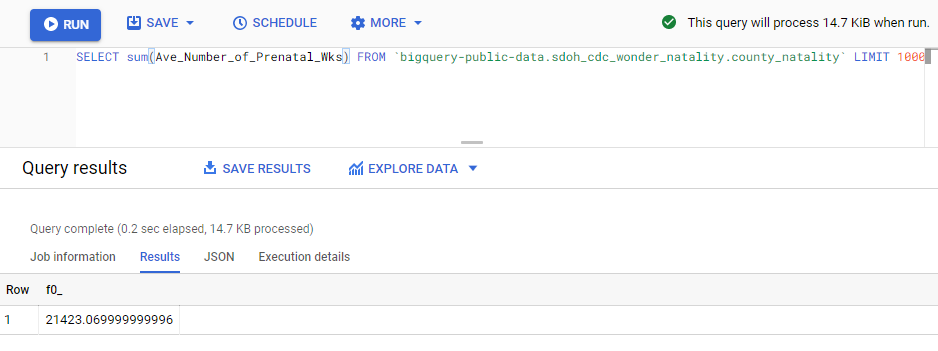 RUN SAVE SCHEDULE MORE This query will process 14.7 KiB when run.
1 SELECT sum(Ave_Number_of_Prenatal_Wks) FROM `bigquery-public-data.sdoh_cdc_wonder_natality.county_natality` LIMIT 1000
Query results SAVE RESULTS EXPLORE DATA
Query complete (0.2 sec elapsed, 14.7 KB processed)
Job information Results JSON Execution details
Row f0_
1 21423.069999999996